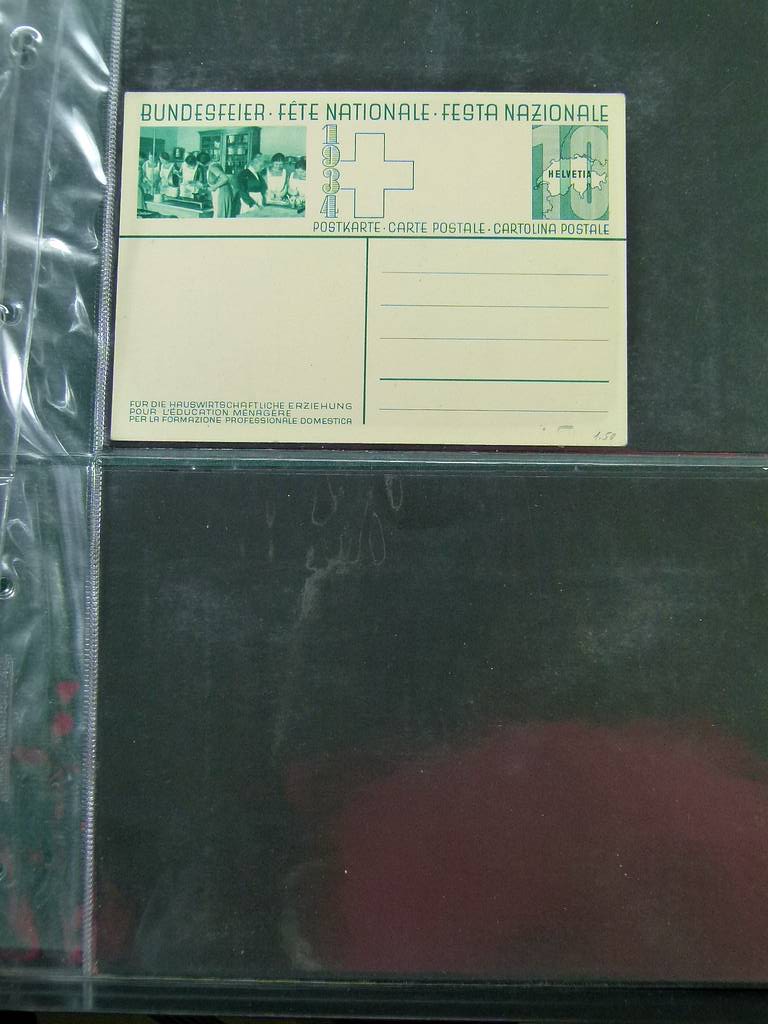 BUNDESFEIER · FÊTE NATIONALE · FESTA NAZIONALE
1934
10
HELVETIA
POSTKARTE · CARTE POSTALE · CARTOLINA POSTALE
FÜR DIE HAUSWIRTSCHAFTLICHE ERZIEHUNG
POUR L'ÉDUCATION MÉNAGÈRE
PER LA FORMAZIONE PROFESSIONALE DOMESTICA
1.50